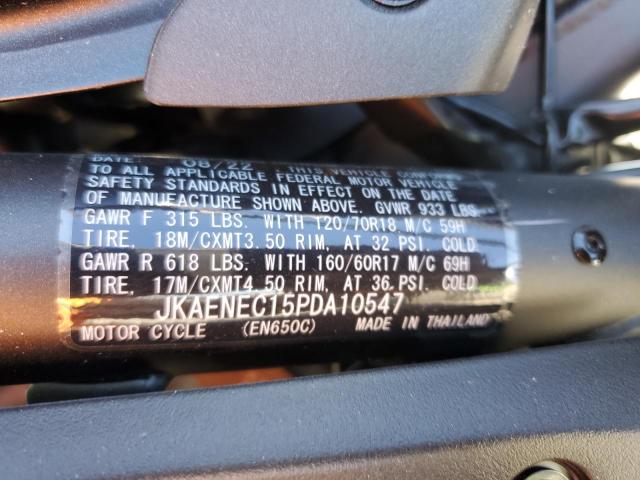 DATE: 08/22 THIS VEHICLE CONFORMS
TO ALL APPLICABLE FEDERAL MOTOR VEHICLE
SAFETY STANDARDS IN EFFECT ON THE DATE
OF MANUFACTURE SHOWN ABOVE. GVWR 933 LBS.
GAWR F 315 LBS. WITH 120/70R18 M/C 59H
TIRE, 18M/CXMT3.50 RIM, AT 32 PSI. COLD
GAWR R 618 LBS. WITH 160/60R17 M/C 69H
TIRE, 17M/CXMT4.50 RIM, AT 36 PSI. COLD
JKAENEC15PDA10547
MOTOR CYCLE (EN650C) MADE IN THAILAND